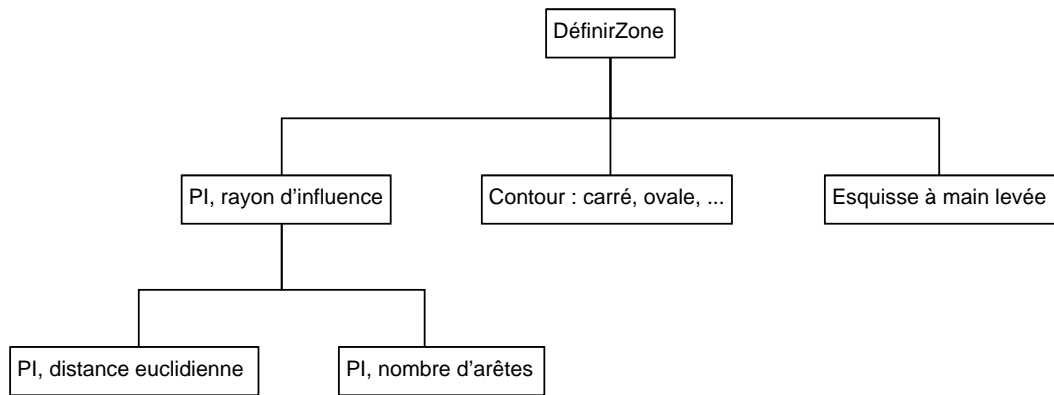 DéfinirZone
PI, rayon d’influence
Contour : carré, ovale, ...
Esquisse à main levée
PI, distance euclidienne
PI, nombre d’arêtes